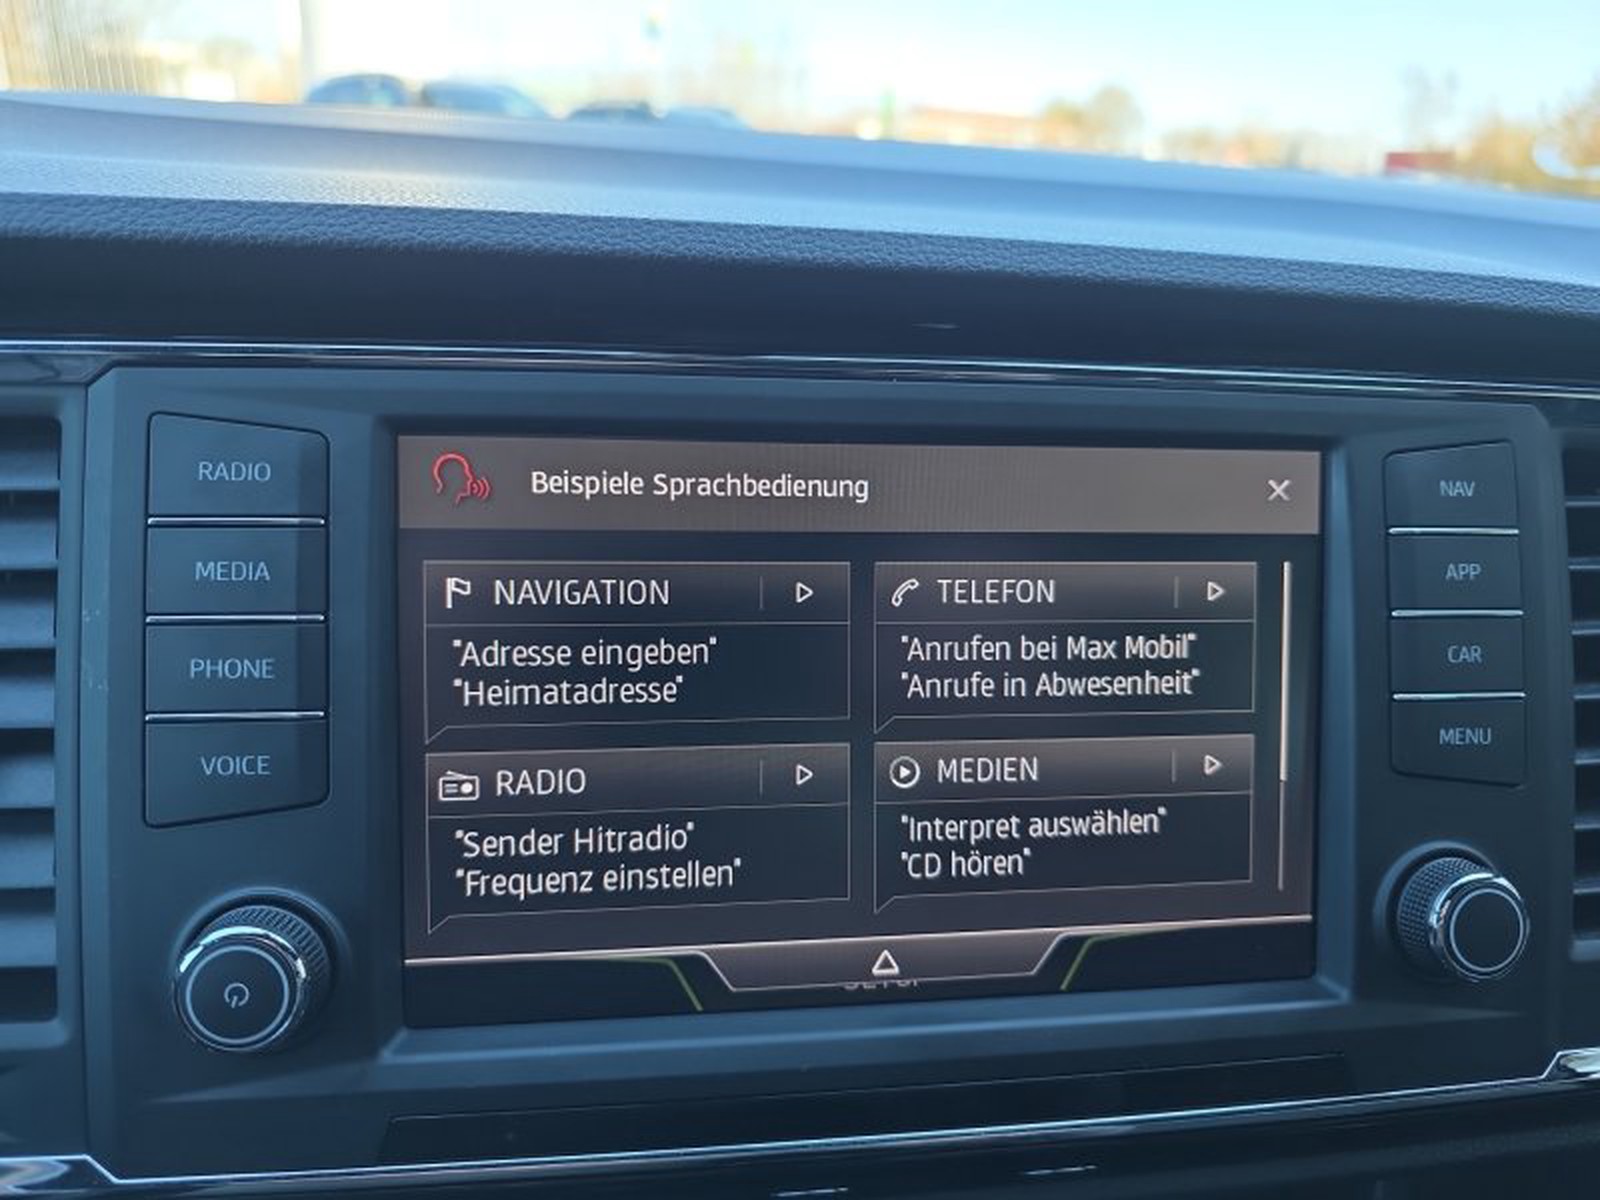 RADIO
MEDIA
PHONE
VOICE
Beispiele Sprachbedienung
NAVIGATION
"Adresse eingeben"
"Heimatadresse"
TELEFON
"Anrufen bei Max Mobil"
"Anrufe in Abwesenheit"
RADIO
"Sender Hitradio"
"Frequenz einstellen"
MEDIEN
"Interpret auswählen"
"CD hören"
NAV
APP
CAR
MENU